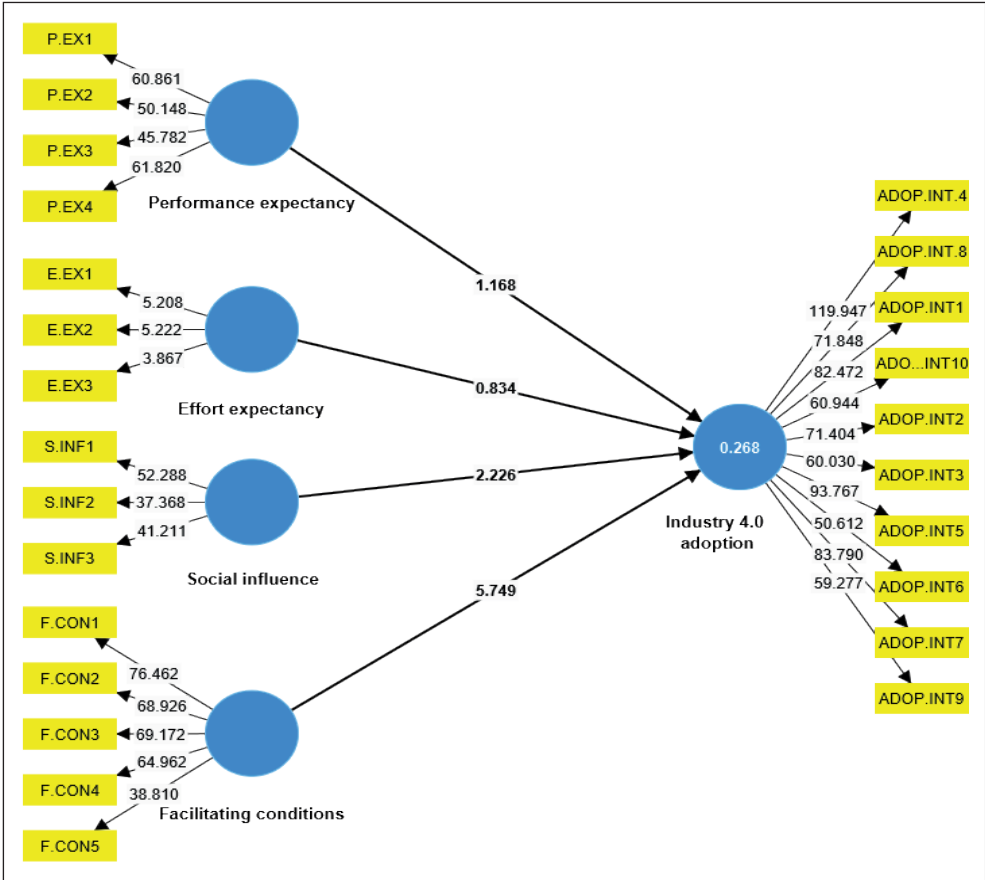 P.EX1
60.861
P.EX2
50.148
P.EX3
45.782
61.820
P.EX4
Performance expectancy
E.EX1
5.208
E.EX2
5.222
3.867
E.EX3
Effort expectancy
S.INF1
52.288
S.INF2
37.368
41.211
S.INF3
Social influence
F.CON1
76.462
F.CON2
68.926
F.CON3
69.172
64.962
F.CON4
38.810
Facilitating conditions
F.CON5
1.168
0.834
2.226
5.749
0.268
Industry 4.0
adoption
119.947
71.848
82.472
60.944
71.404
60.030
93.767
50.612
83.790
59.277
ADOP.INT.4
ADOP.INT.8
ADOP.INT1
ADO...INT10
ADOP.INT2
ADOP.INT3
ADOP.INT5
ADOP.INT6
ADOP.INT7
ADOP.INT9